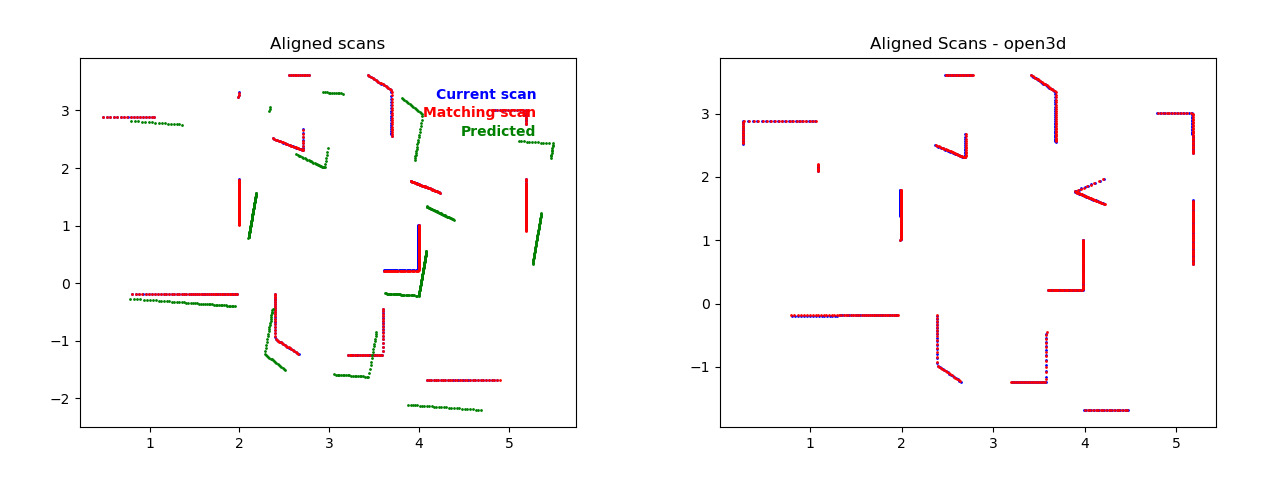 Aligned scans
Current scan
Matching scan
Predicted
3
2
1
0
−1
−2
1 2 3 4 5
Aligned Scans - open3d
3
2
1
0
−1
1 2 3 4 5